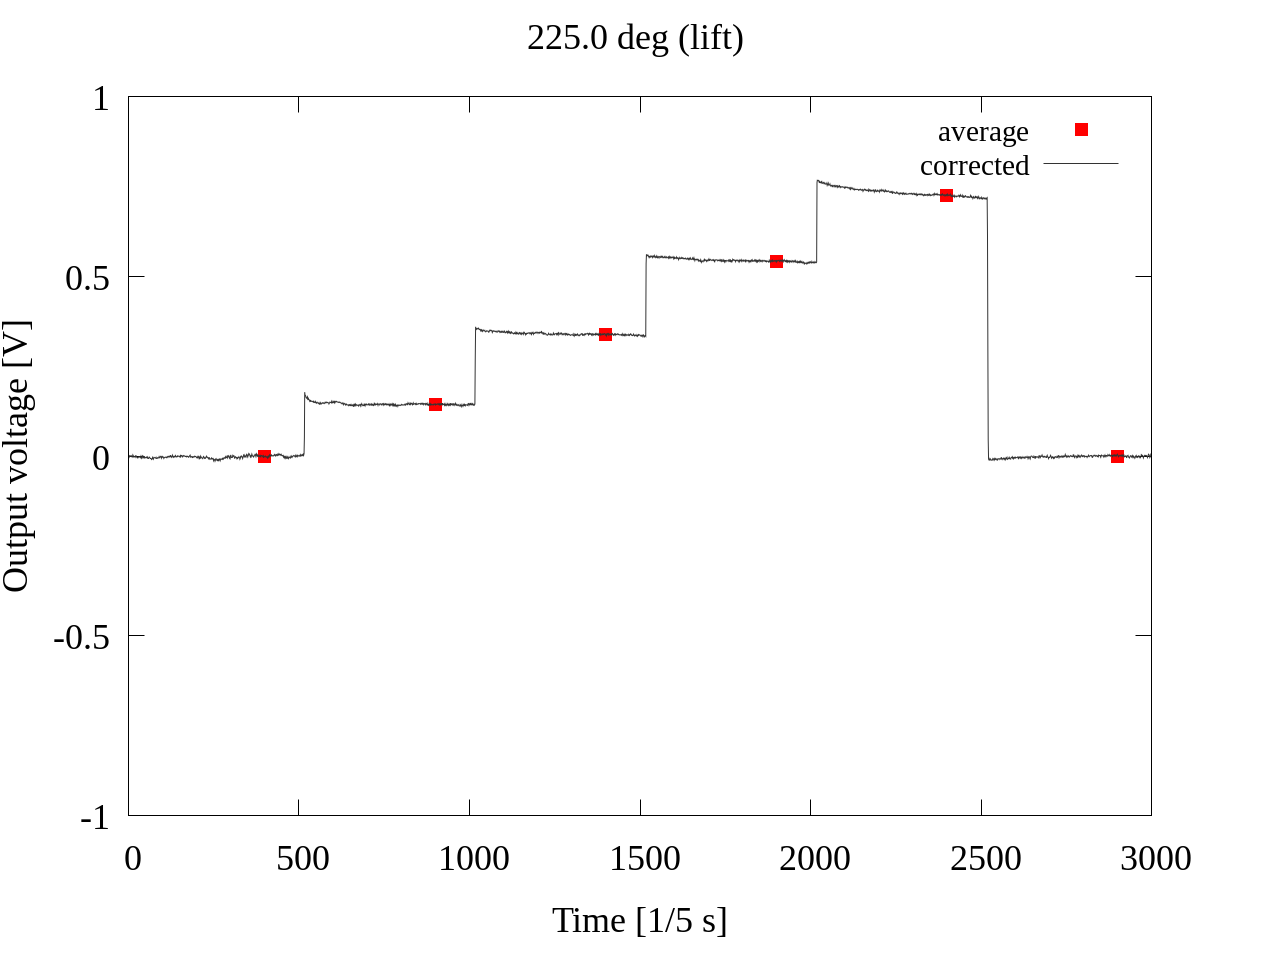 225.0 deg (lift)
average
corrected
1
0.5
0
-0.5
-1
Output voltage [V]
0 500 1000 1500 2000 2500 3000
Time [1/5 s]